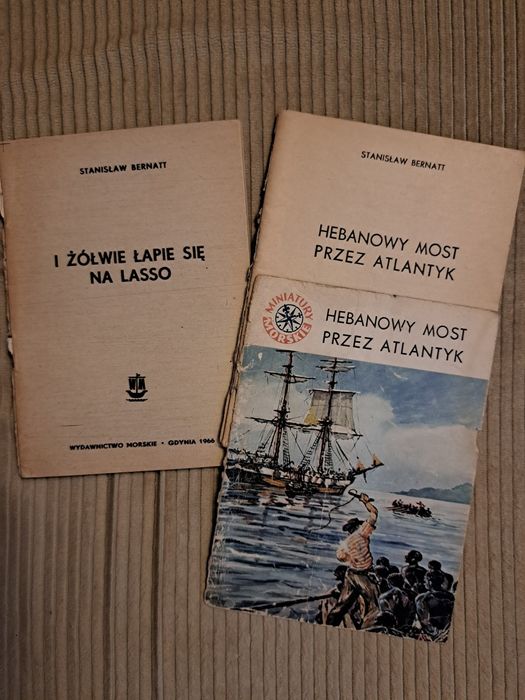 STANISŁAW BERNATT
I ŻÓŁWIE ŁAPIE SIĘ
NA LASSO
WYDAWNICTWO MORSKIE • GDYNIA 1966
STANISŁAW BERNATT
HEBANOWY MOST
PRZEZ ATLANTYK
MINIATURY
MORSKIE
HEBANOWY MOST
PRZEZ ATLANTYK